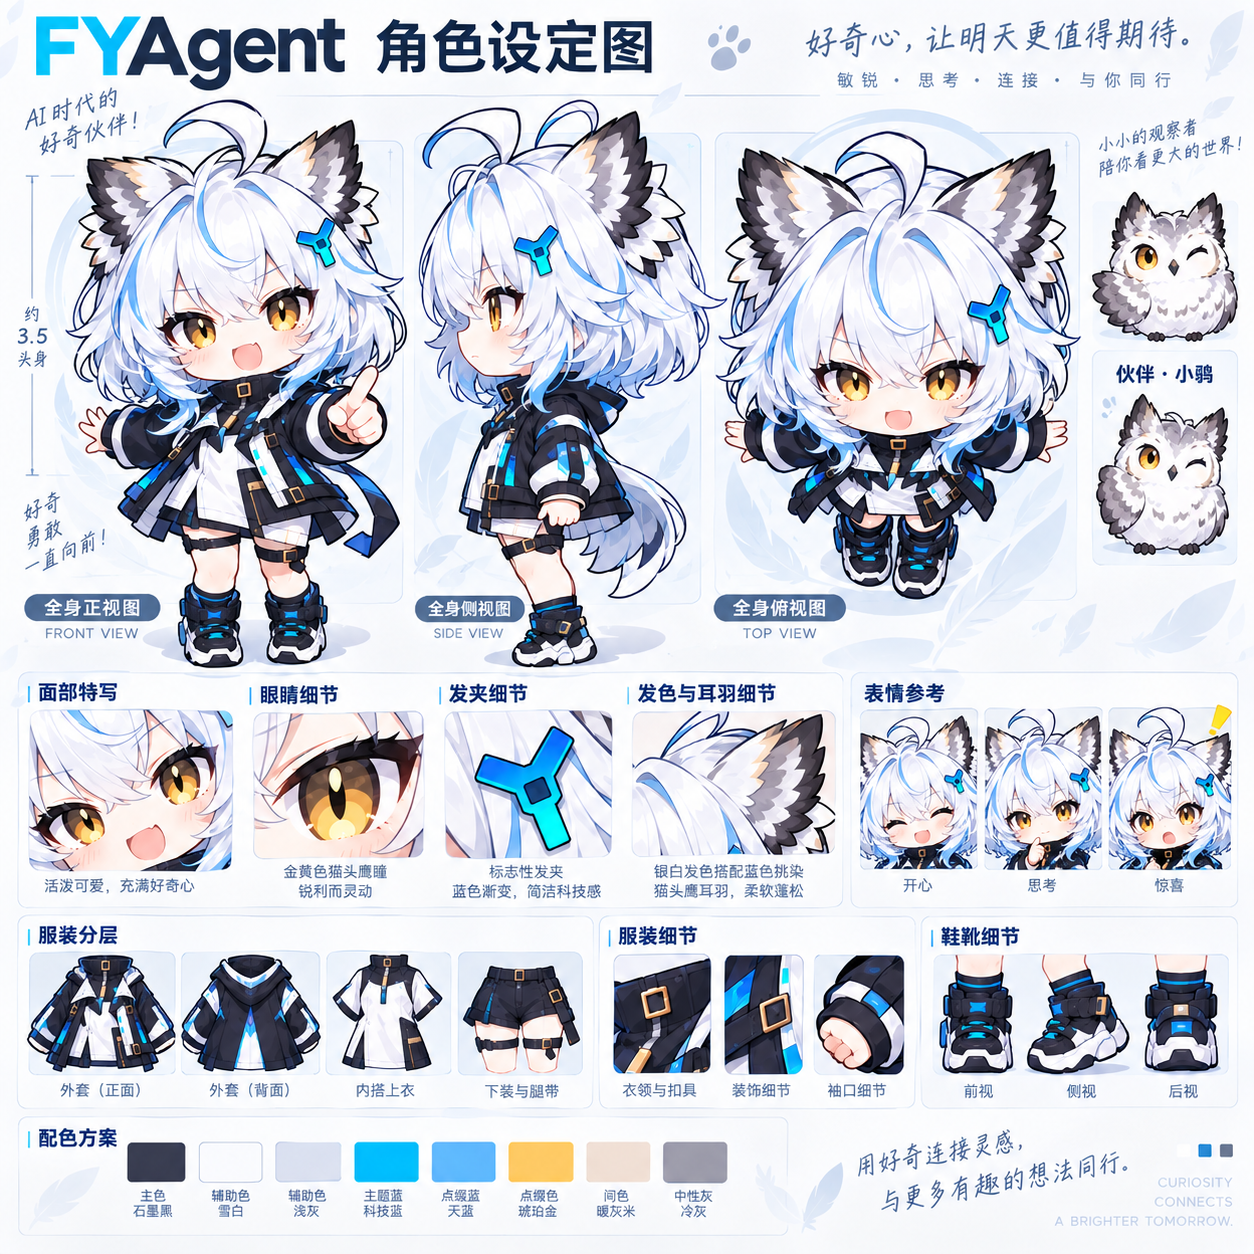 FYAgent 角色设定图
好奇心，让明天更值得期待。
敏锐 · 思考 · 连接 · 与你同行
AI时代的
好奇伙伴！
小小的观察者
陪你看更大的世界！
约
3.5
头身
伙伴 · 小鸮
好奇
勇敢
一直向前！
全身正视图
FRONT VIEW
全身侧视图
SIDE VIEW
全身俯视图
TOP VIEW
面部特写
活泼可爱，充满好奇心
眼睛细节
金黄色猫头鹰瞳
锐利而灵动
发夹细节
标志性发夹
蓝色渐变，简洁科技感
发色与耳羽细节
银白发色搭配蓝色挑染
猫头鹰耳羽，柔软蓬松
表情参考
开心
思考
惊喜
服装分层
外套（正面）
外套（背面）
内搭上衣
下装与腿带
服装细节
衣领与扣具
装饰细节
袖口细节
鞋靴细节
前视
侧视
后视
配色方案
主色
石墨黑
辅助色
雪白
辅助色
浅灰
主题蓝
科技蓝
点缀蓝
天蓝
点缀色
琥珀金
间色
暖灰米
中性灰
冷灰
用好奇连接灵感，
与更多有趣的想法同行。
CURIOSITY
CONNECTS
A BRIGHTER TOMORROW.